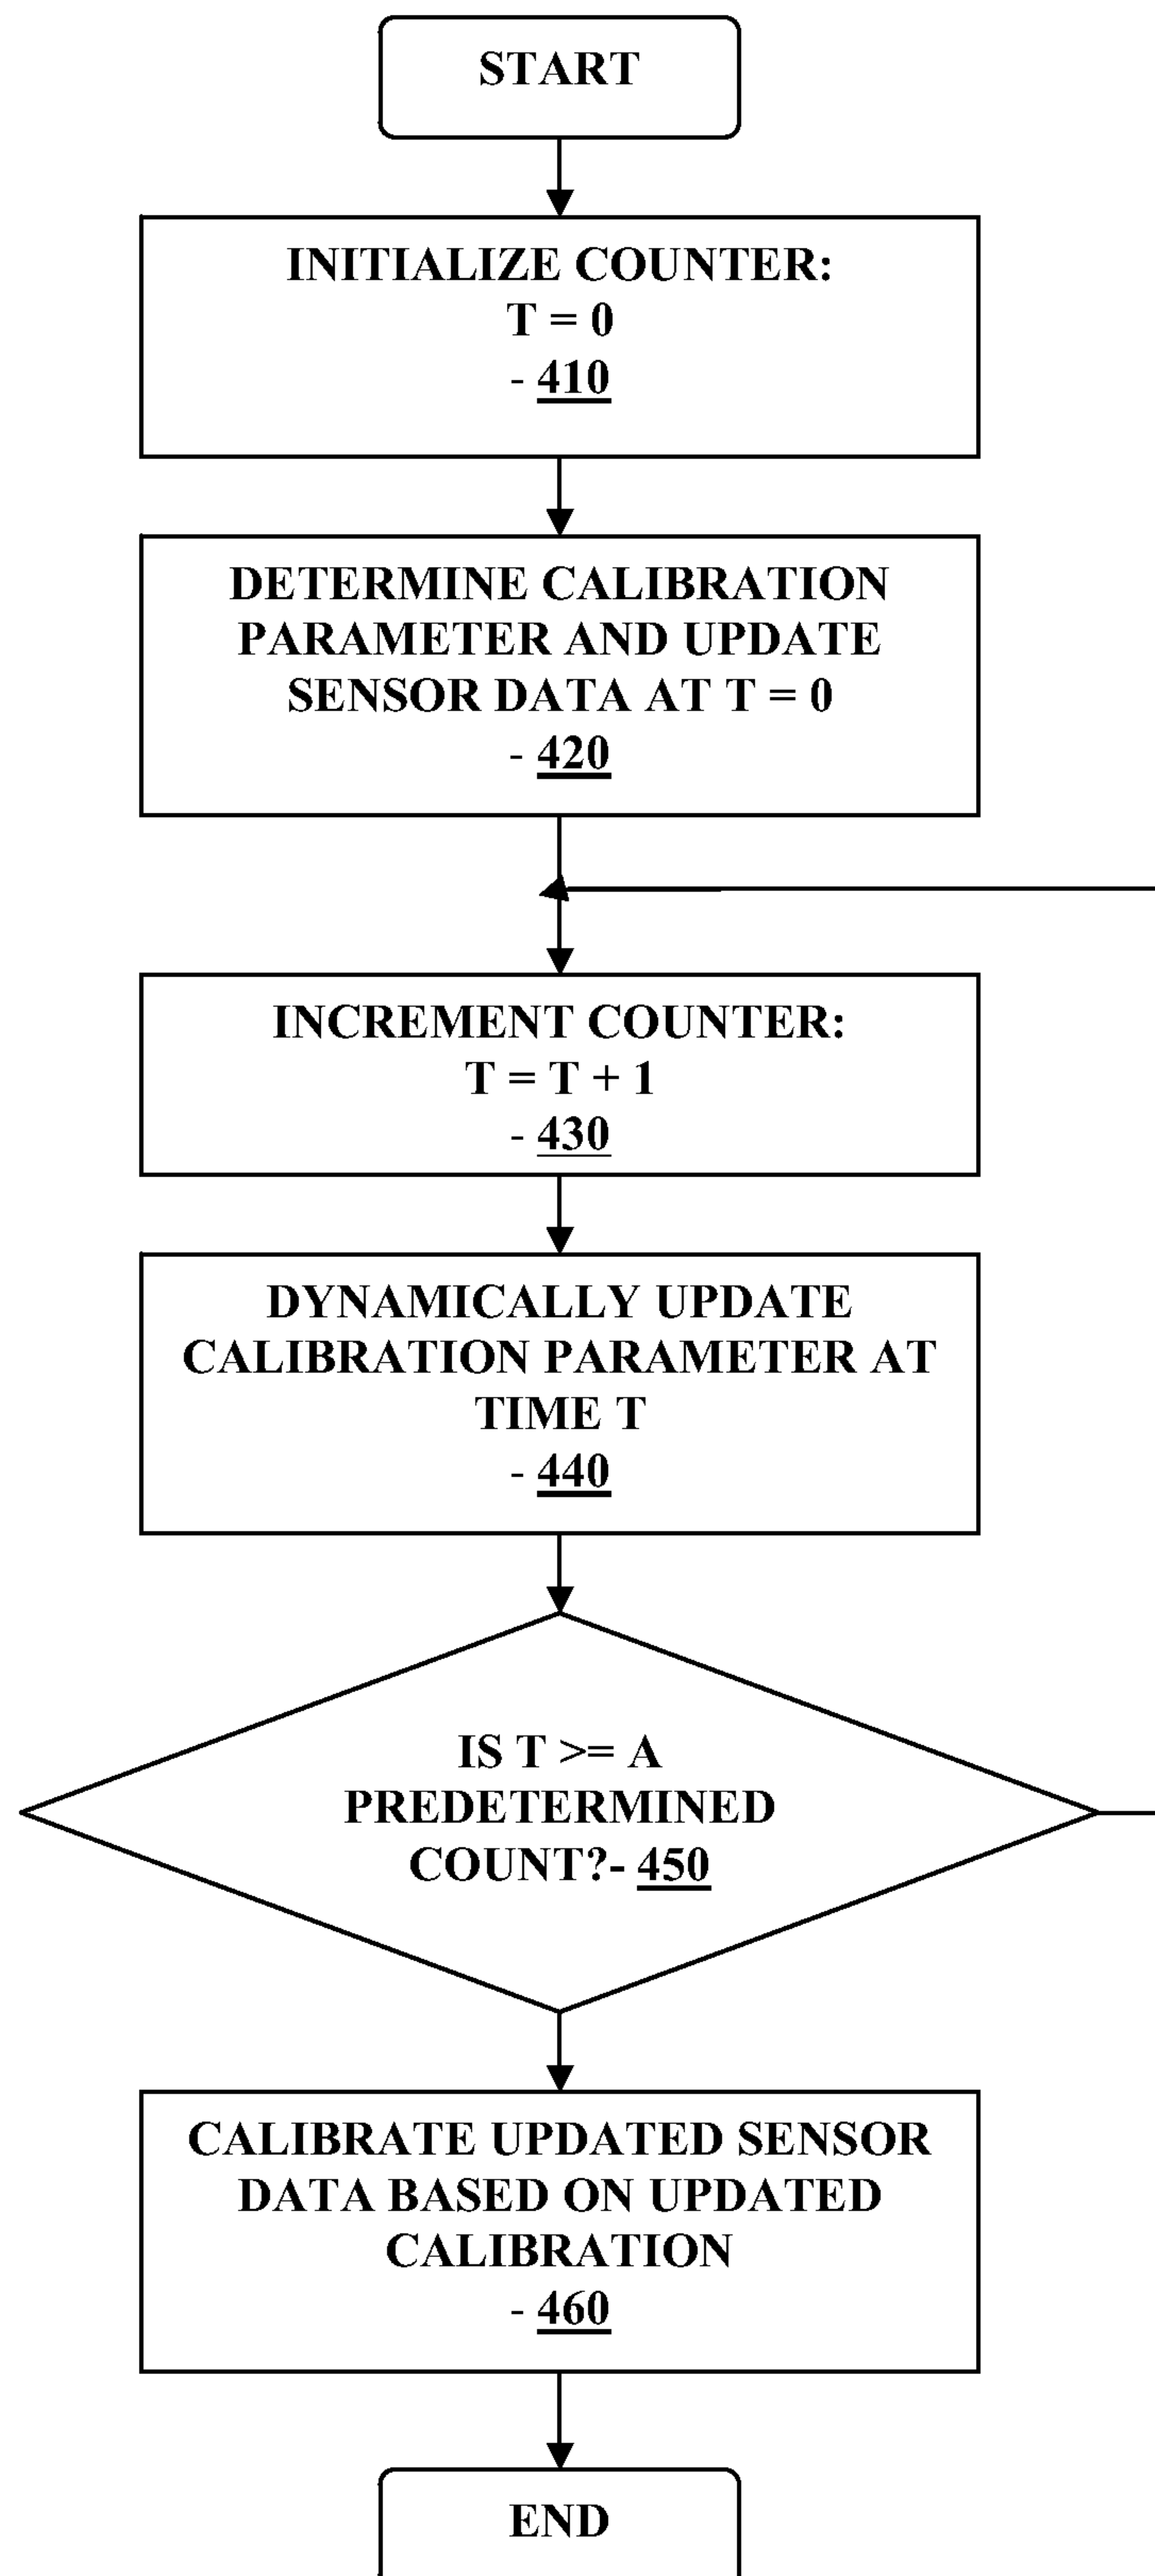 START
INITIALIZE COUNTER:
T = 0
- 410
DETERMINE CALIBRATION
PARAMETER AND UPDATE
SENSOR DATA AT T = 0
- 420
INCREMENT COUNTER:
T = T + 1
- 430
DYNAMICALLY UPDATE
CALIBRATION PARAMETER AT
TIME T
- 440
IS T >= A
PREDETERMINED
COUNT?- 450
CALIBRATE UPDATED SENSOR
DATA BASED ON UPDATED
CALIBRATION
- 460
END